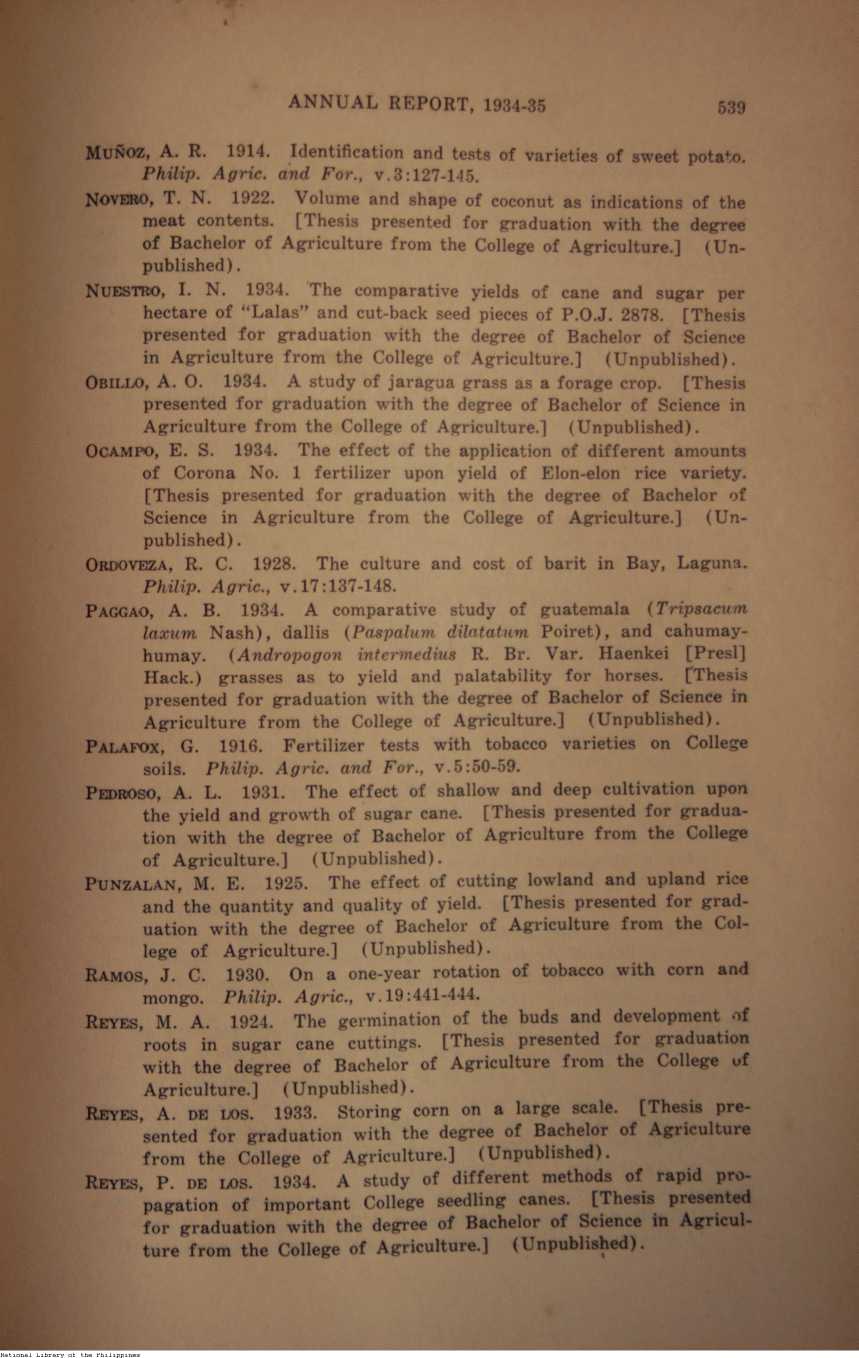 ANNUAL REPORT, 1934-35 539
MUÑOZ, A. R. 1914. Identification and tests of varieties of sweet potato.
Philip. Agric. and For., v.3:127-145.
NOVERO, T. N. 1922. Volume and shape of coconut as indications of the
meat contents. [Thesis presented for graduation with the degree
of Bachelor of Agriculture from the College of Agriculture.] (Un-
published).
NUESTRO, I. N. 1934. The comparative yields of cane and sugar per
hectare of "Lalas" and cut-back seed pieces of P.O.J. 2878. [Thesis
presented for graduation with the degree of Bachelor of Science
in Agriculture from the College of Agriculture.] (Unpublished).
OBILLO, A. O. 1934. A study of jaragua grass as a forage crop. [Thesis
presented for graduation with the degree of Bachelor of Science in
Agriculture from the College of Agriculture.] (Unpublished).
OCAMPO, E. S. 1934. The effect of the application of different amounts
of Corona No. 1 fertilizer upon yield of Elon-elon rice variety.
[Thesis presented for graduation with the degree of Bachelor of
Science in Agriculture from the College of Agriculture.] (Un-
published).
ORDOVEZA, R. C. 1928. The culture and cost of barit in Bay, Laguna.
Philip. Agric., v.17:137-148.
PAGGAO, A. B. 1934. A comparative study of guatemala (Tripsacum
laxum Nash), dallis (Paspalum dilatatum Poiret), and cahumay-
humay. (Andropogon intermedius R. Br. Var. Haenkei [Presl]
Hack.) grasses as to yield and palatability for horses. [Thesis
presented for graduation with the degree of Bachelor of Science in
Agriculture from the College of Agriculture.] (Unpublished).
PALAFOX, G. 1916. Fertilizer tests with tobacco varieties on College
soils. Philip. Agric. and For., v.5:50-59.
PEDROSO, A. L. 1931. The effect of shallow and deep cultivation upon
the yield and growth of sugar cane. [Thesis presented for gradua-
tion with the degree of Bachelor of Agriculture from the College
of Agriculture.] (Unpublished).
PUNZALAN, M. E. 1925. The effect of cutting lowland and upland rice
and the quantity and quality of yield. [Thesis presented for grad-
uation with the degree of Bachelor of Agriculture from the Col-
lege of Agriculture.] (Unpublished).
RAMOS, J. C. 1930. On a one-year rotation of tobacco with corn and
mongo. Philip. Agric., v.19:441-444.
REYES, M. A. 1924. The germination of the buds and development of
roots in sugar cane cuttings. [Thesis presented for graduation
with the degree of Bachelor of Agriculture from the College of
Agriculture.] (Unpublished).
REYES, A. DE LOS. 1933. Storing corn on a large scale. [Thesis pre-
sented for graduation with the degree of Bachelor of Agriculture
from the College of Agriculture.] (Unpublished).
REYES, P. DE LOS. 1934. A study of different methods of rapid pro-
pagation of important College seedling canes. [Thesis presented
for graduation with the degree of Bachelor of Science in Agricul-
ture from the College of Agriculture.] (Unpublished).
National Library of the Philippines